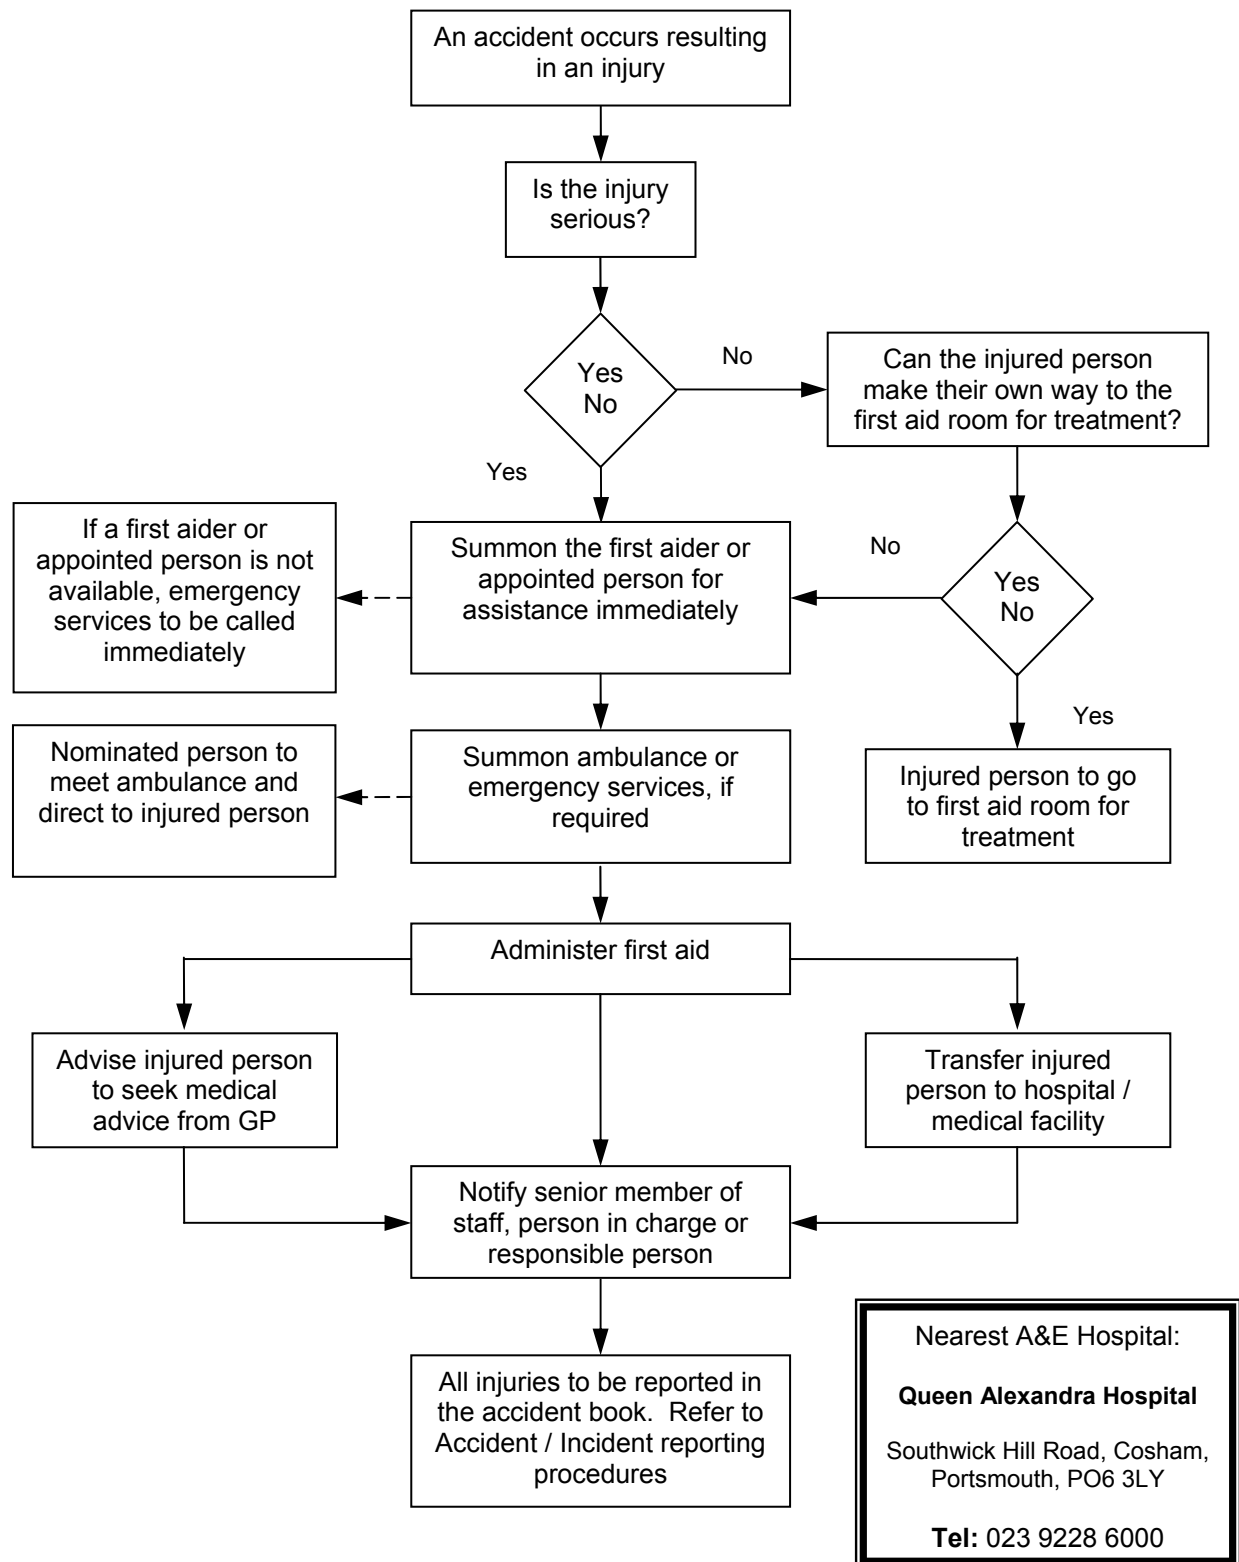 An accident occurs resulting
in an injury
Is the injury
serious?
Yes
No
No
Yes
Can the injured person
make their own way to the
first aid room for treatment?
If a first aider or
appointed person is not
available, emergency
services to be called
immediately
Summon the first aider or
appointed person for
assistance immediately
No
Yes
No
Yes
Nominated person to
meet ambulance and
direct to injured person
Summon ambulance or
emergency services, if
required
Injured person to go
to first aid room for
treatment
Administer first aid
Advise injured person
to seek medical
advice from GP
Transfer injured
person to hospital /
medical facility
Notify senior member of
staff, person in charge or
responsible person
All injuries to be reported in
the accident book.  Refer to
Accident / Incident reporting
procedures
Nearest A&E Hospital:
Queen Alexandra Hospital
Southwick Hill Road, Cosham,
Portsmouth, PO6 3LY
Tel: 023 9228 6000